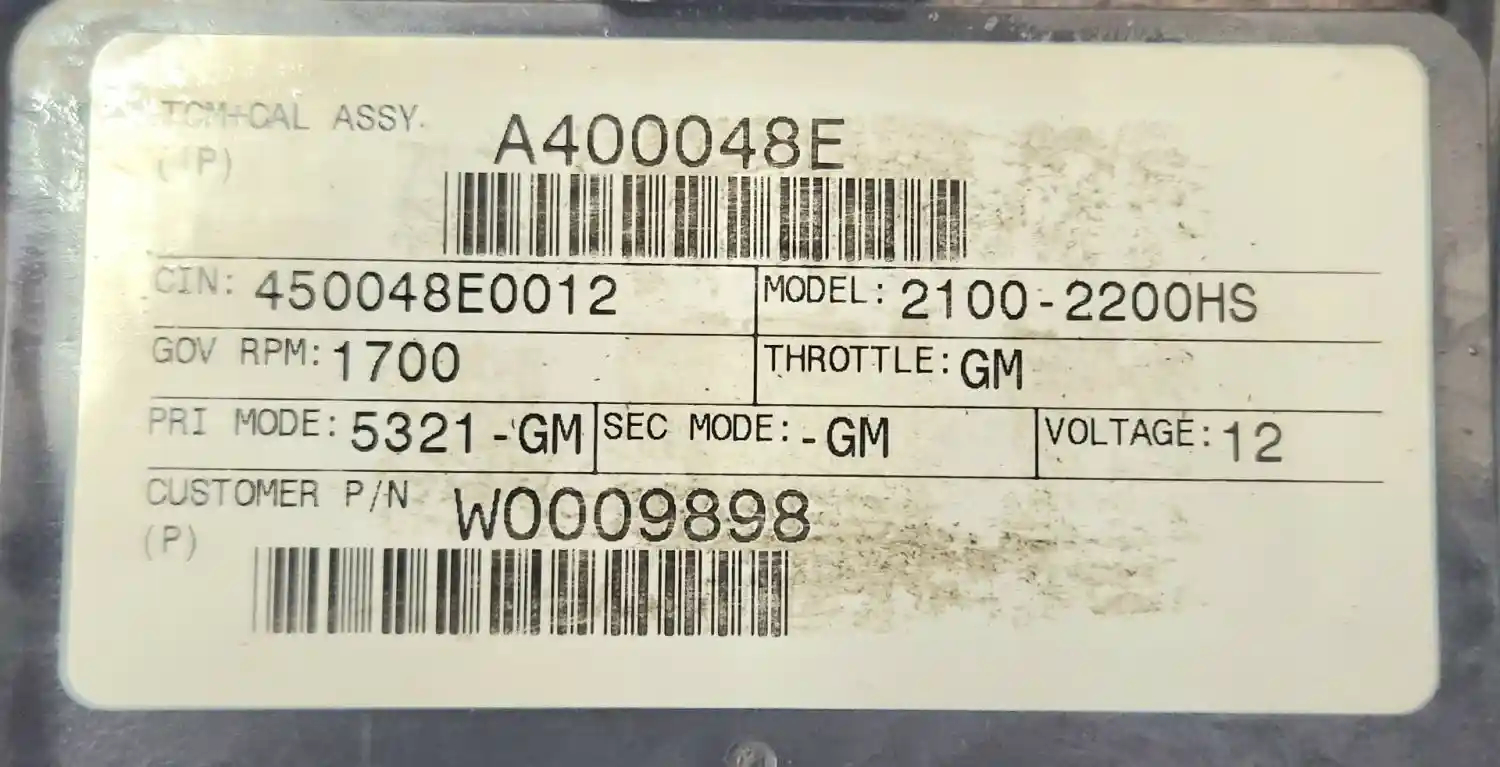 TCM+CAL ASSY. A400048E
(1P)
CIN: 450048E0012 MODEL: 2100-2200HS
GOV RPM: 1700 THROTTLE: GM
PRI MODE: 5321-GM SEC MODE: -GM VOLTAGE: 12
CUSTOMER P/N W0009898
(P)